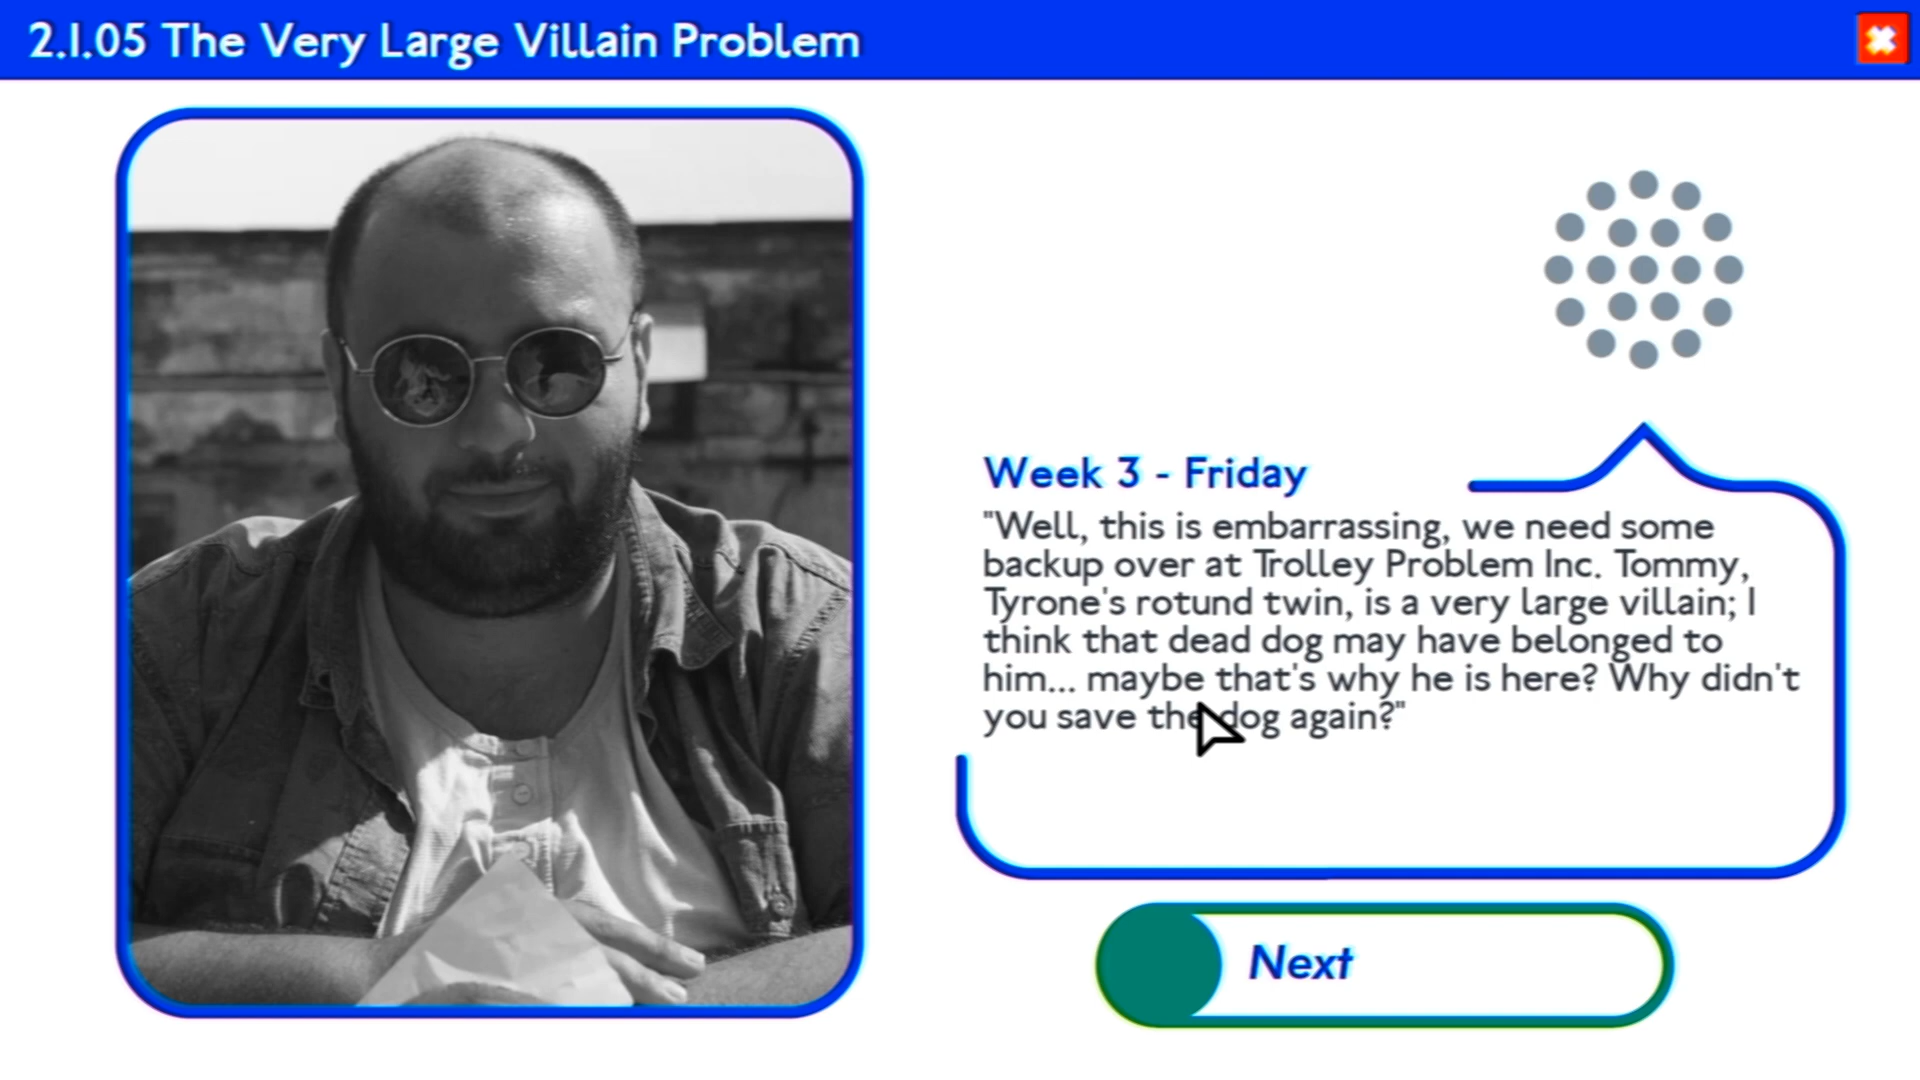 2.1.05 The Very Large Villain Problem
Week 3 - Friday
"Well, this is embarrassing, we need some
backup over at Trolley Problem Inc. Tommy,
Tyrone's rotund twin, is a very large villain; I
think that dead dog may have belonged to
him... maybe that's why he is here? Why didn't
you save the dog again?"
Next